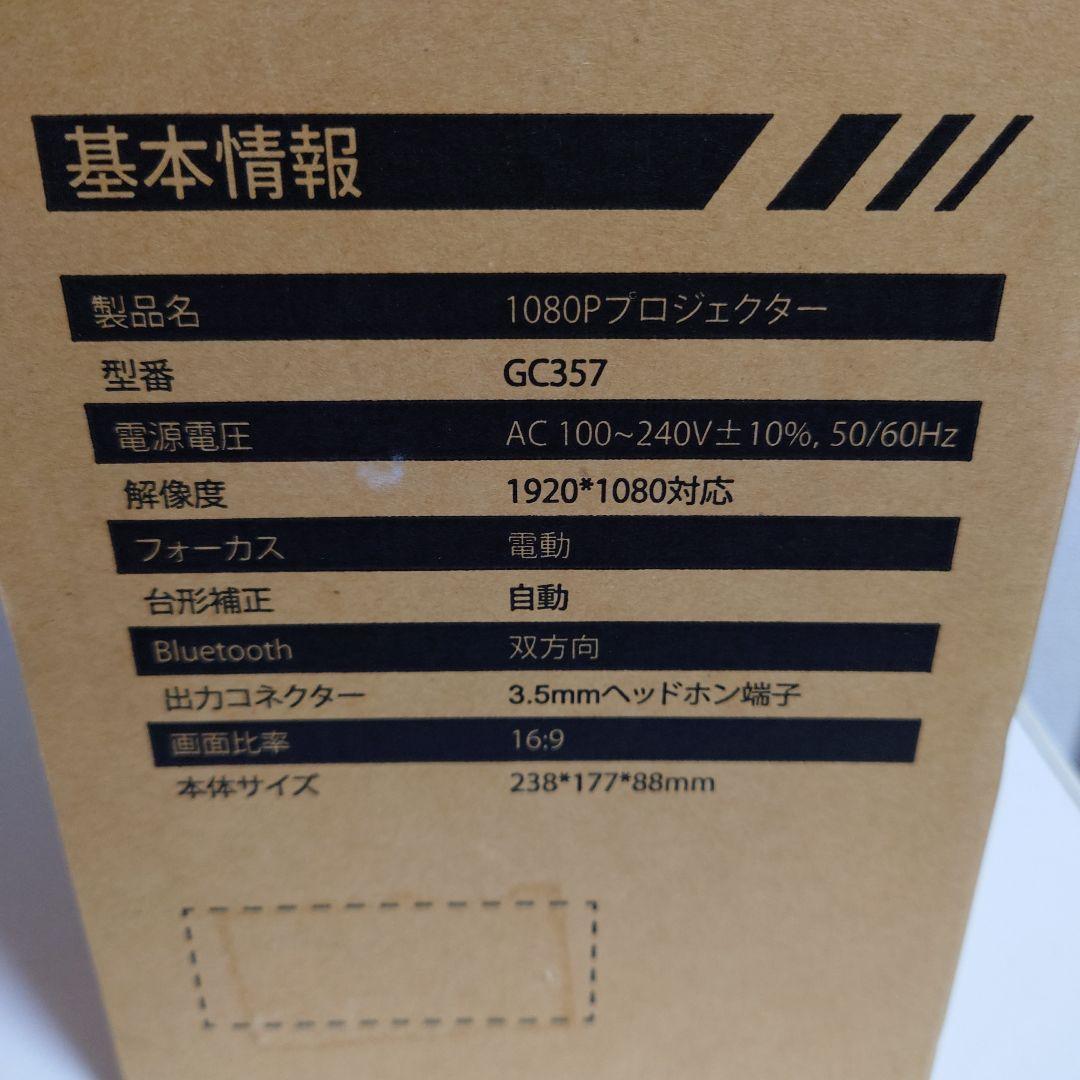 基本情報
製品名 1080Pプロジェクター
型番 GC357
電源電圧 AC 100~240V±10%, 50/60Hz
解像度 1920*1080対応
フォーカス 電動
台形補正 自動
Bluetooth 双方向
出力コネクター 3.5mmヘッドホン端子
画面比率 16:9
本体サイズ 238*177*88mm